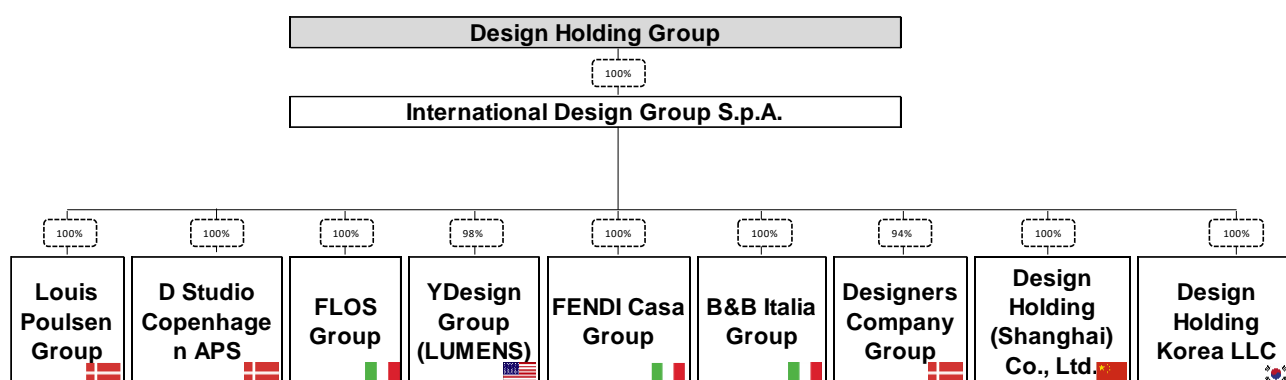 Design Holding Group
100%
International Design Group S.p.A.
100%
100%
100%
98%
100%
100%
94%
100%
100%
Louis
Poulsen
Group
D Studio
Copenhage
n APS
FLOS
Group
YDesign
Group
(LUMENS)
FENDI Casa
Group
B&B Italia
Group
Designers
Company
Group
Design
Holding
(Shanghai)
Co., Ltd.
Design
Holding
Korea LLC